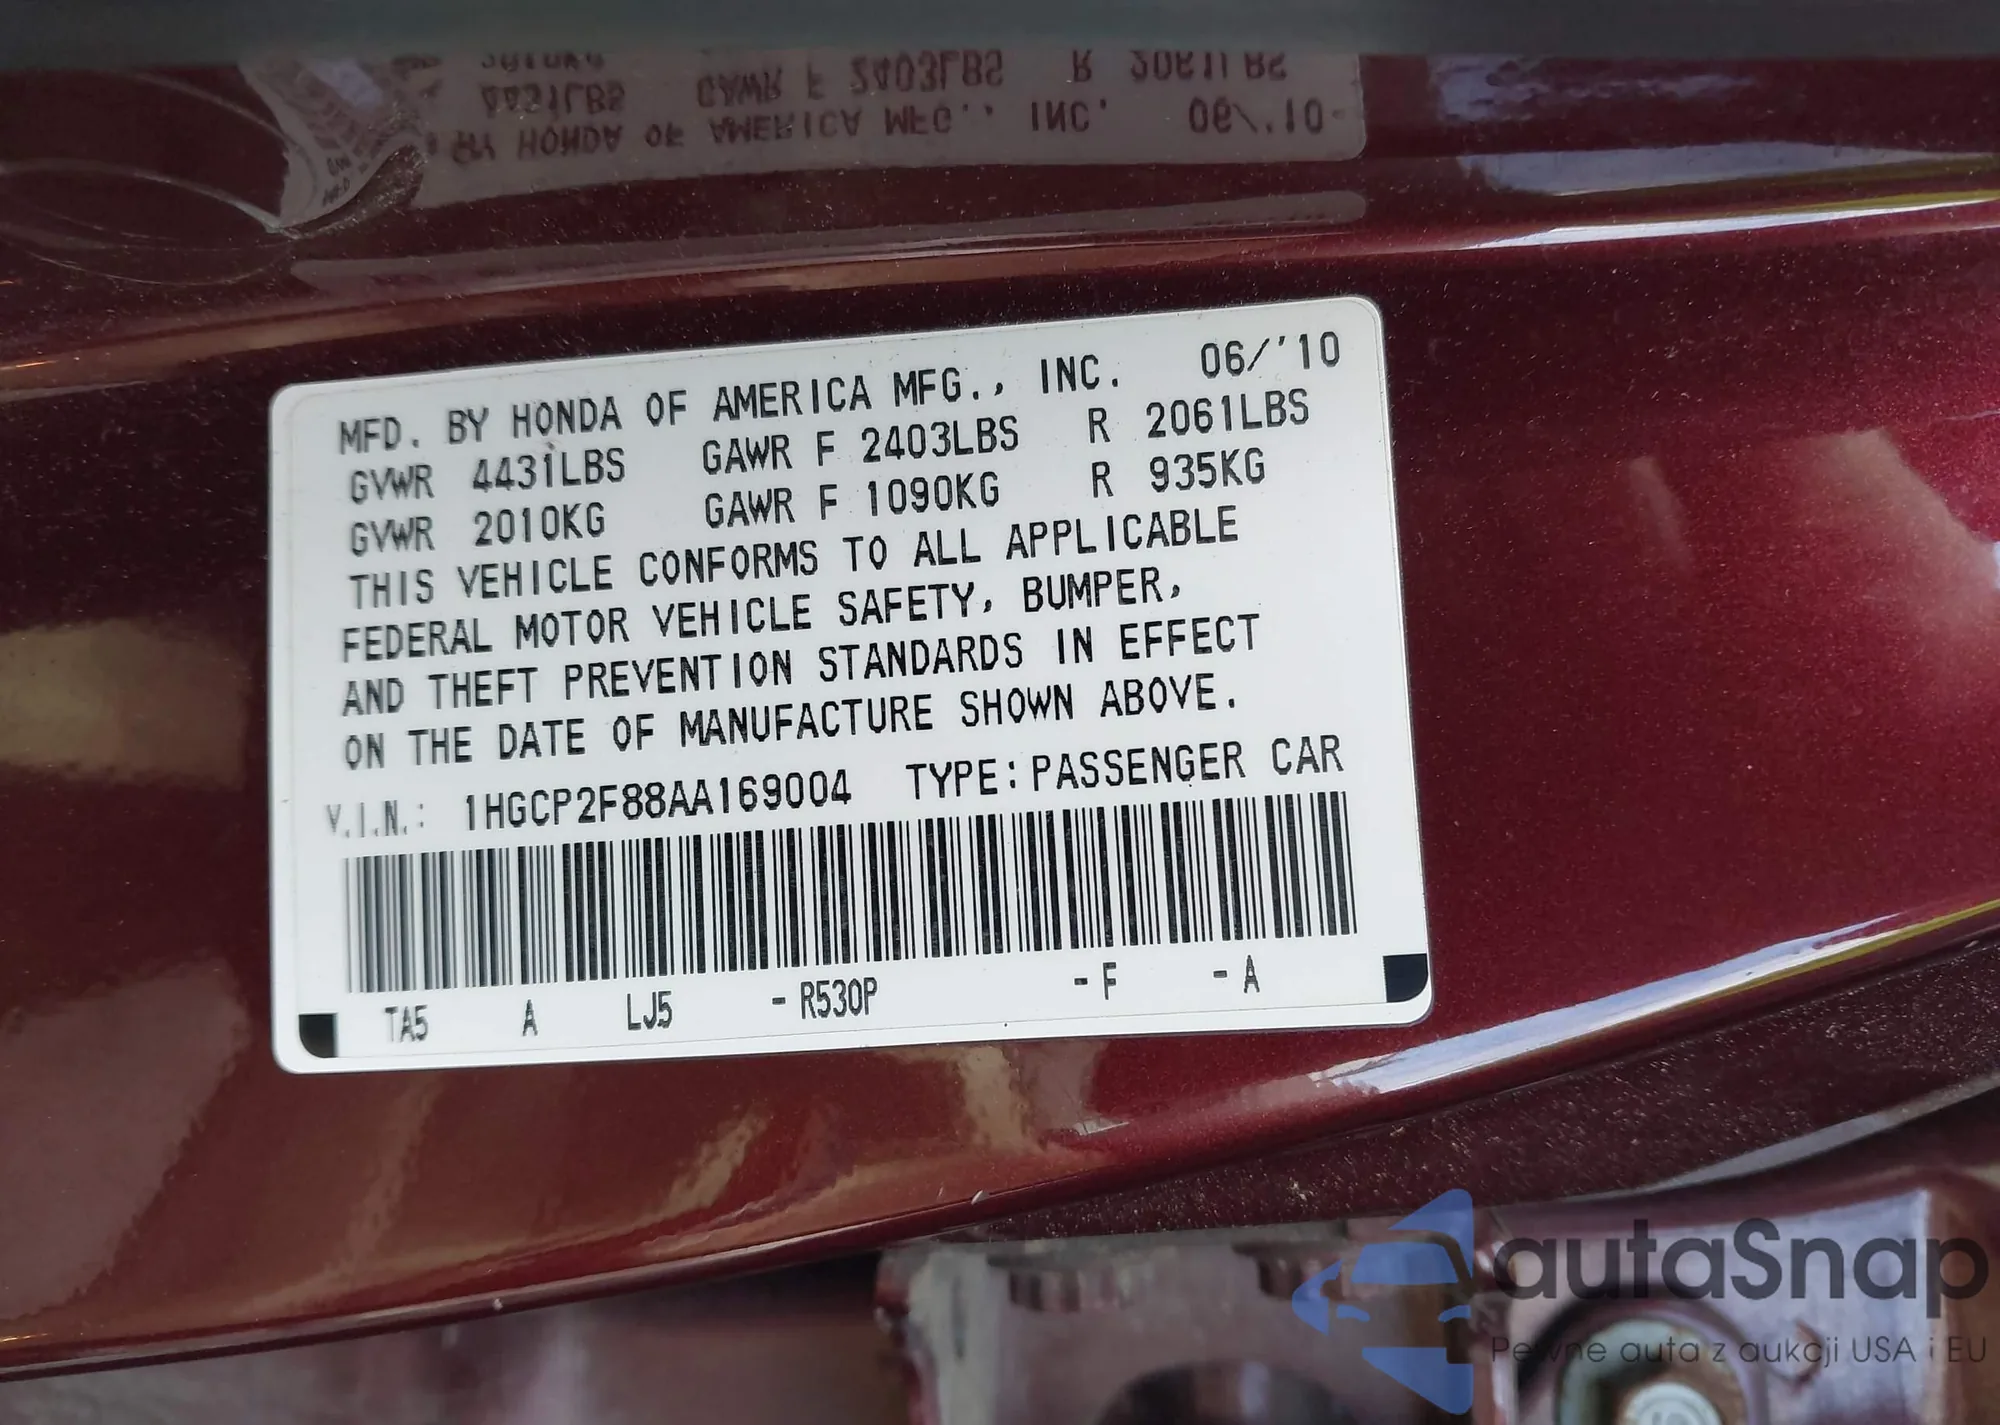 MFD. BY HONDA OF AMERICA MFG., INC. 06/'10
GVWR 4431LBS GAWR F 2403LBS R 2061LBS
GVWR 2010KG GAWR F 1090KG R 935KG
THIS VEHICLE CONFORMS TO ALL APPLICABLE
FEDERAL MOTOR VEHICLE SAFETY, BUMPER,
AND THEFT PREVENTION STANDARDS IN EFFECT
ON THE DATE OF MANUFACTURE SHOWN ABOVE.
V.I.N.: 1HGCP2F88AA169004 TYPE:PASSENGER CAR
TA5 A LJ5 -R530P -F -A
autaSnap
Pewne auta z aukcji USA i EU